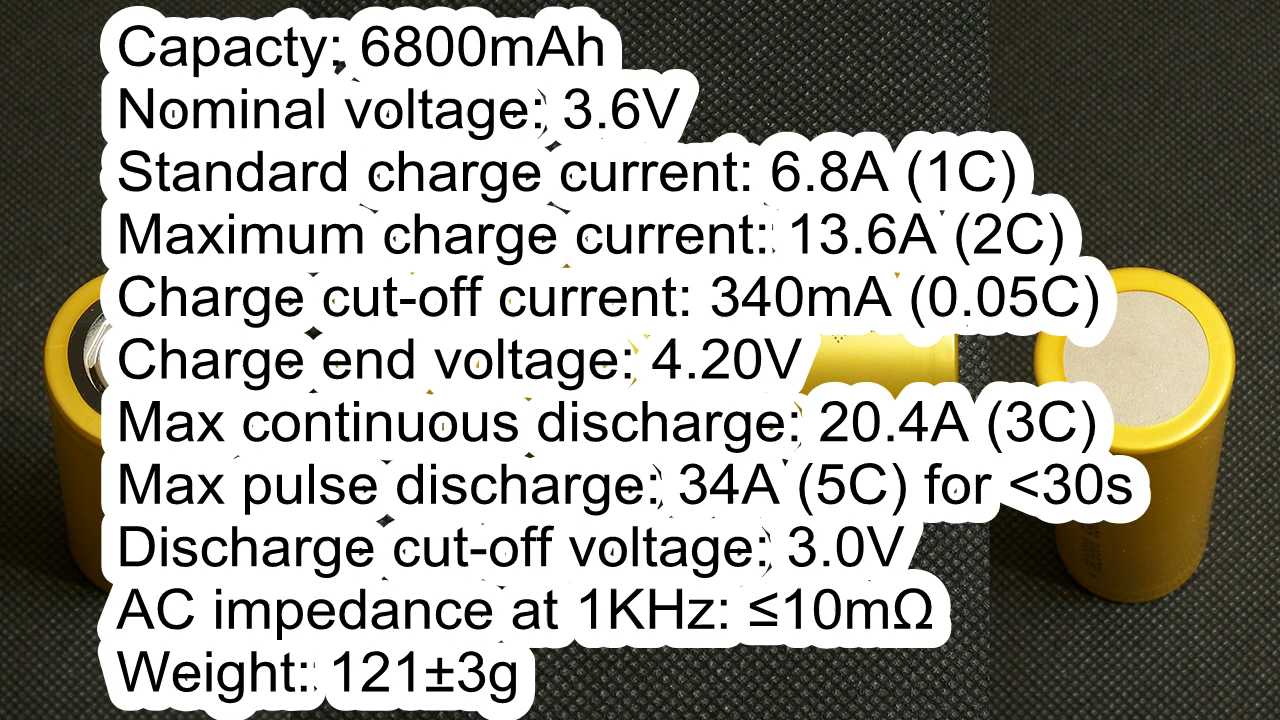 Capacty: 6800mAh
Nominal voltage: 3.6V
Standard charge current: 6.8A (1C)
Maximum charge current: 13.6A (2C)
Charge cut-off current: 340mA (0.05C)
Charge end voltage: 4.20V
Max continuous discharge: 20.4A (3C)
Max pulse discharge: 34A (5C) for <30s
Discharge cut-off voltage: 3.0V
AC impedance at 1KHz: ≤10mΩ
Weight: 121±3g